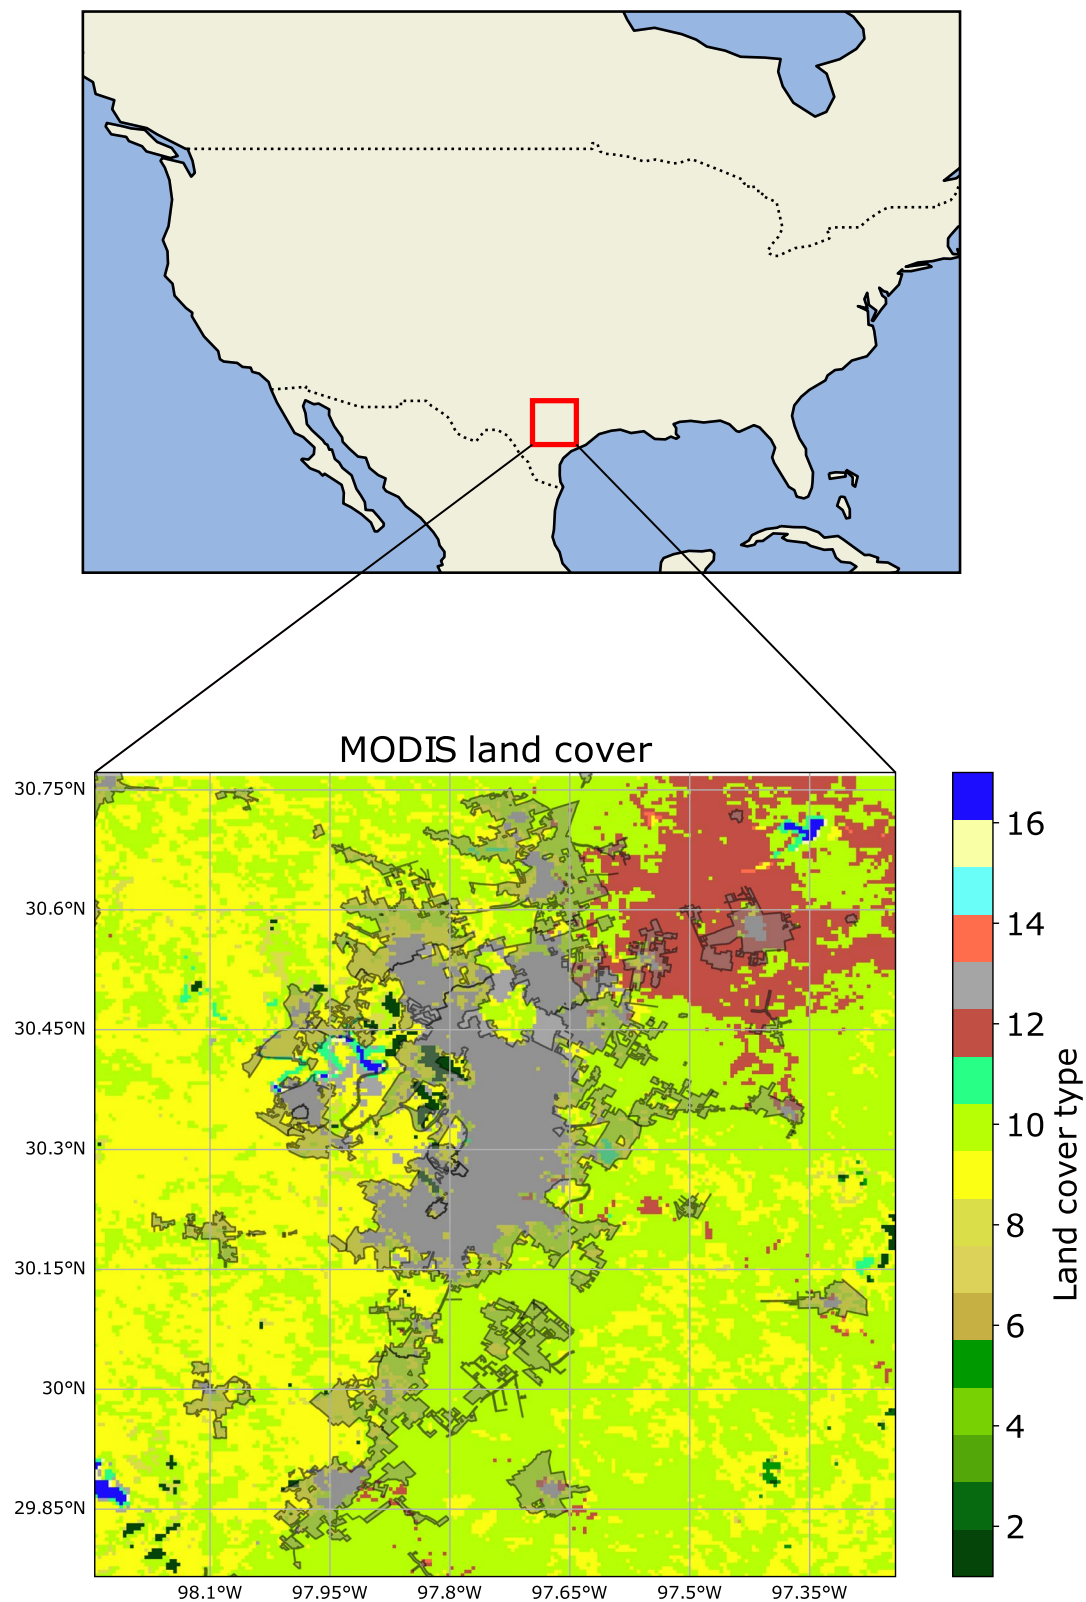 MODIS land cover
30.75°N
30.6°N
30.45°N
30.3°N
30.15°N
30°N
29.85°N
98.1°W 97.95°W 97.8°W 97.65°W 97.5°W 97.35°W
16
14
12
10
8
6
4
2
Land cover type